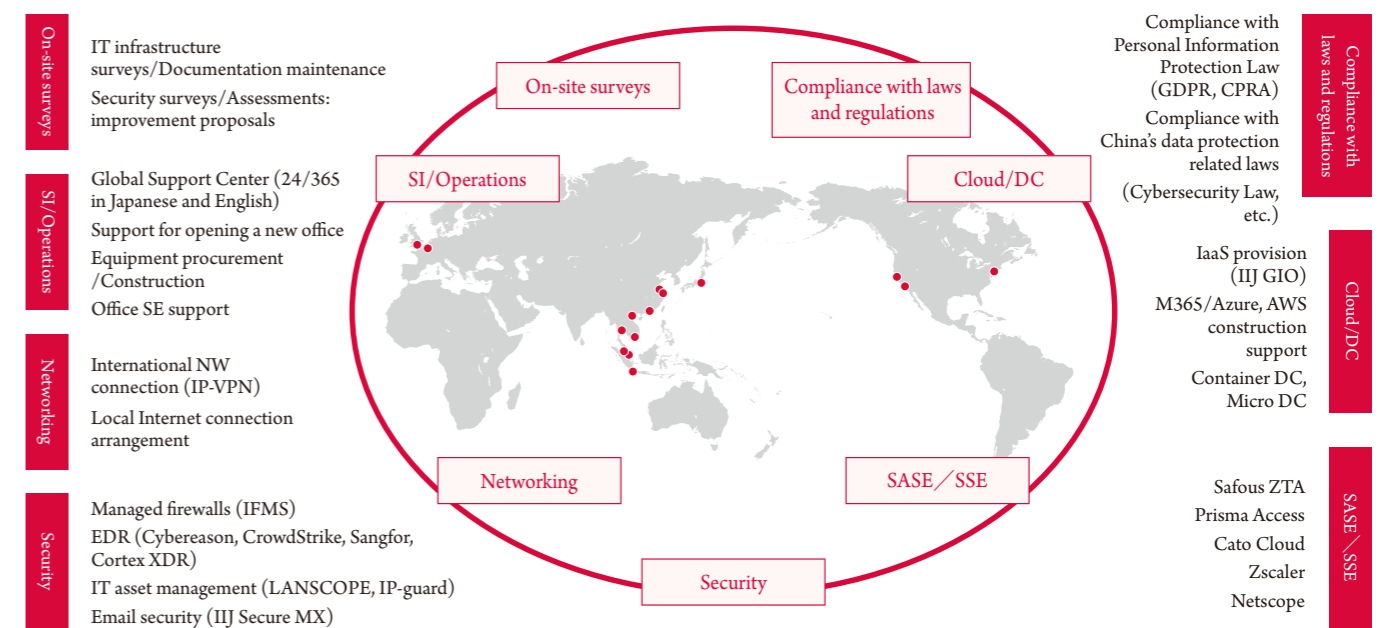 On-site surveys
IT infrastructure
surveys/Documentation maintenance
Security surveys/Assessments:
improvement proposals
SI/Operations
Global Support Center (24/365
in Japanese and English)
Support for opening a new office
Equipment procurement
/Construction
Office SE support
Networking
International NW
connection (IP-VPN)
Local Internet connection
arrangement
Security
Managed firewalls (IFMS)
EDR (Cybereason, CrowdStrike, Sangfor,
Cortex XDR)
IT asset management (LANSCOPE, IP-guard)
Email security (IIJ Secure MX)
On-site surveys
Compliance with laws
and regulations
SI/Operations
Cloud/DC
Networking
SASE／SSE
Security
Compliance with
Personal Information
Protection Law
(GDPR, CPRA)
Compliance with
China’s data protection
related laws
(Cybersecurity Law,
etc.)
Compliance with
laws and regulations
IaaS provision
(IIJ GIO)
M365/Azure, AWS
construction
support
Container DC,
Micro DC
Cloud/DC
Safous ZTA
Prisma Access
Cato Cloud
Zscaler
Netscope
SASE／SSE